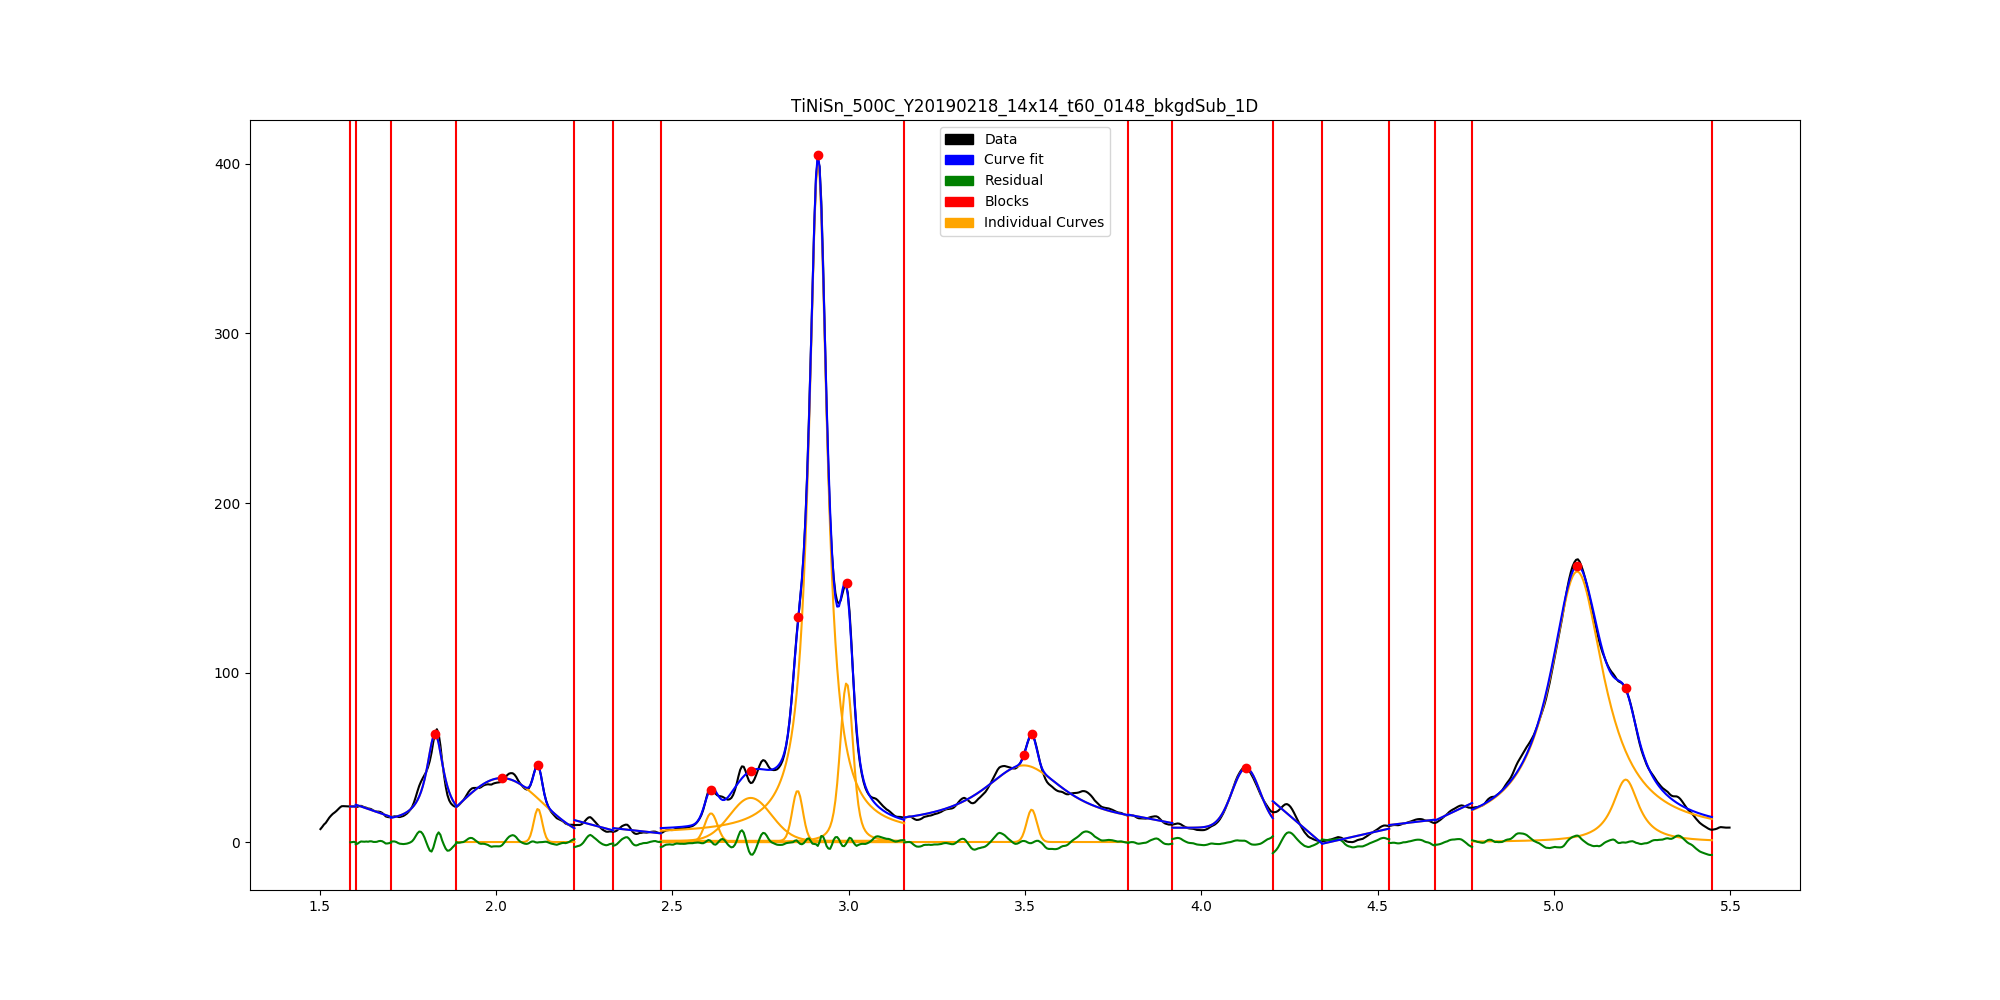 TiNiSn_500C_Y20190218_14x14_t60_0148_bkgdSub_1D
Data
Curve fit
Residual
Blocks
Individual Curves
400
300
200
100
0
1.5 2.0 2.5 3.0 3.5 4.0 4.5 5.0 5.5